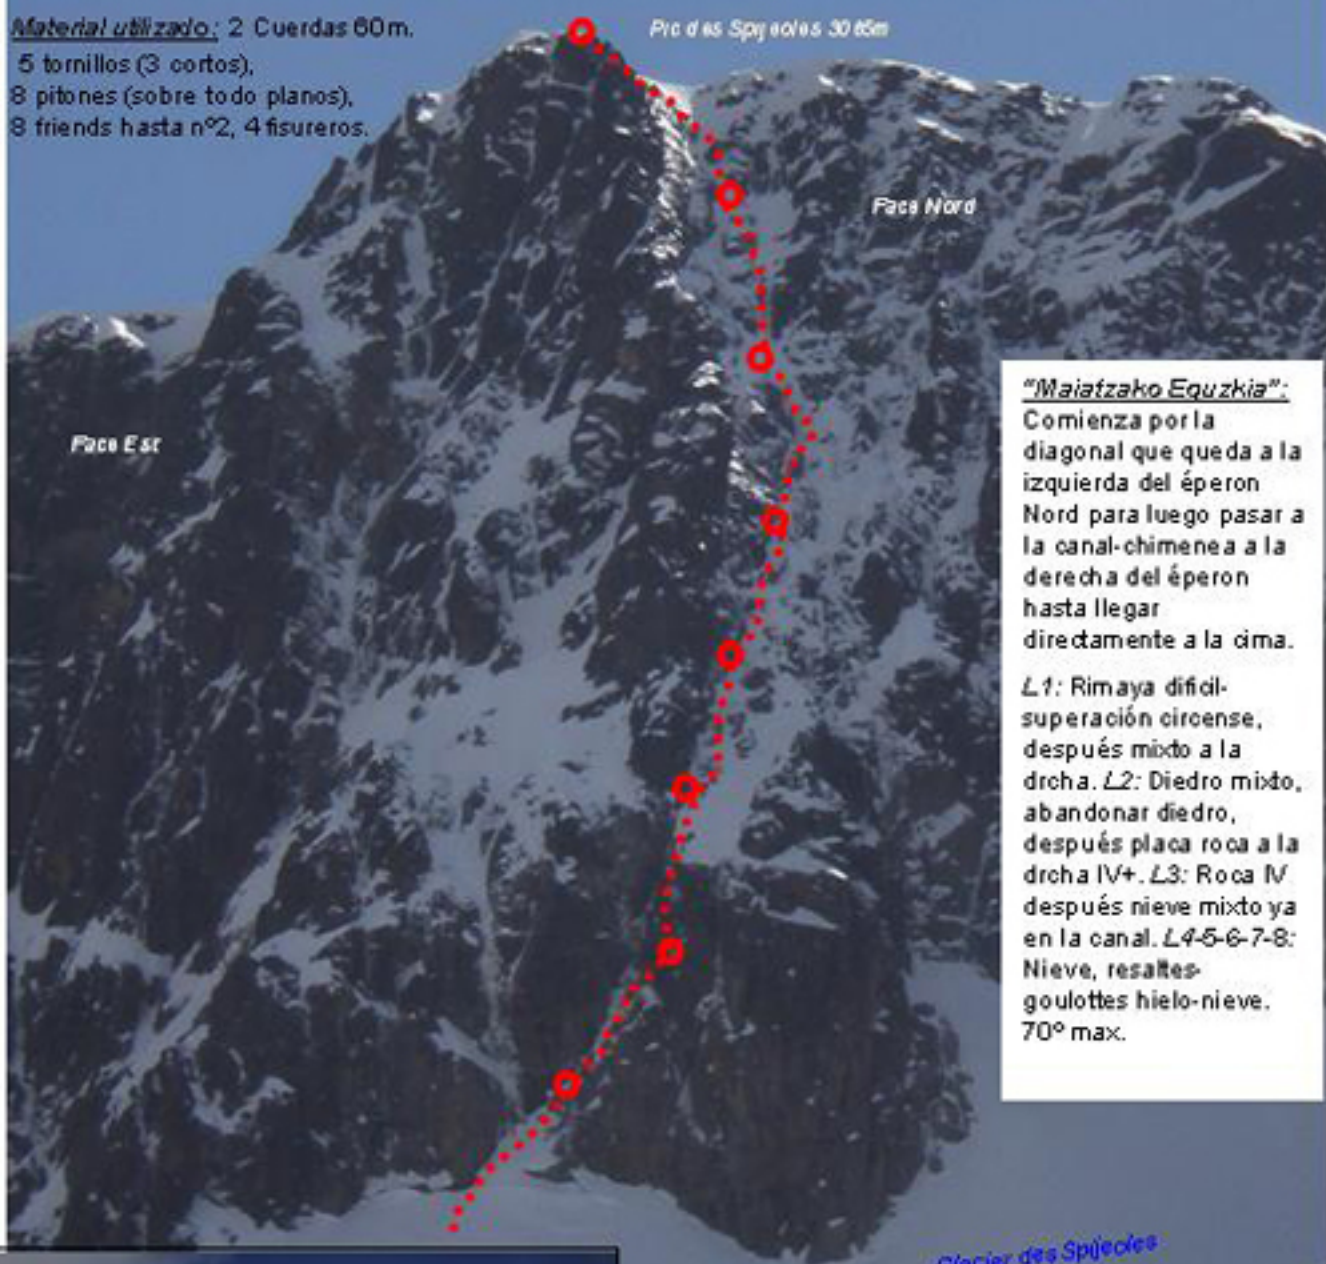 Material utilizado: 2 Cuerdas 60m.
5 tornillos (3 cortos),
8 pitones (sobre todo planos),
8 friends hasta nº2, 4 fisureros.
Pic des Spijeoles 3065m
Face Nord
Face Est
"Maiatzako Eguzkia":
Comienza por la
diagonal que queda a la
izquierda del éperon
Nord para luego pasar a
la canal-chimenea a la
derecha del éperon
hasta llegar
directamente a la cima.
L1: Rimaya dificil-
superación circense,
después mixto a la
drcha. L2: Diedro mixto,
abandonar diedro,
después placa roca a la
drcha IV+. L3: Roca IV
después nieve mixto ya
en la canal. L4-5-6-7-8:
Nieve, resaltes-
goulottes hielo-nieve.
70º max.
Glacier des Spijeoles